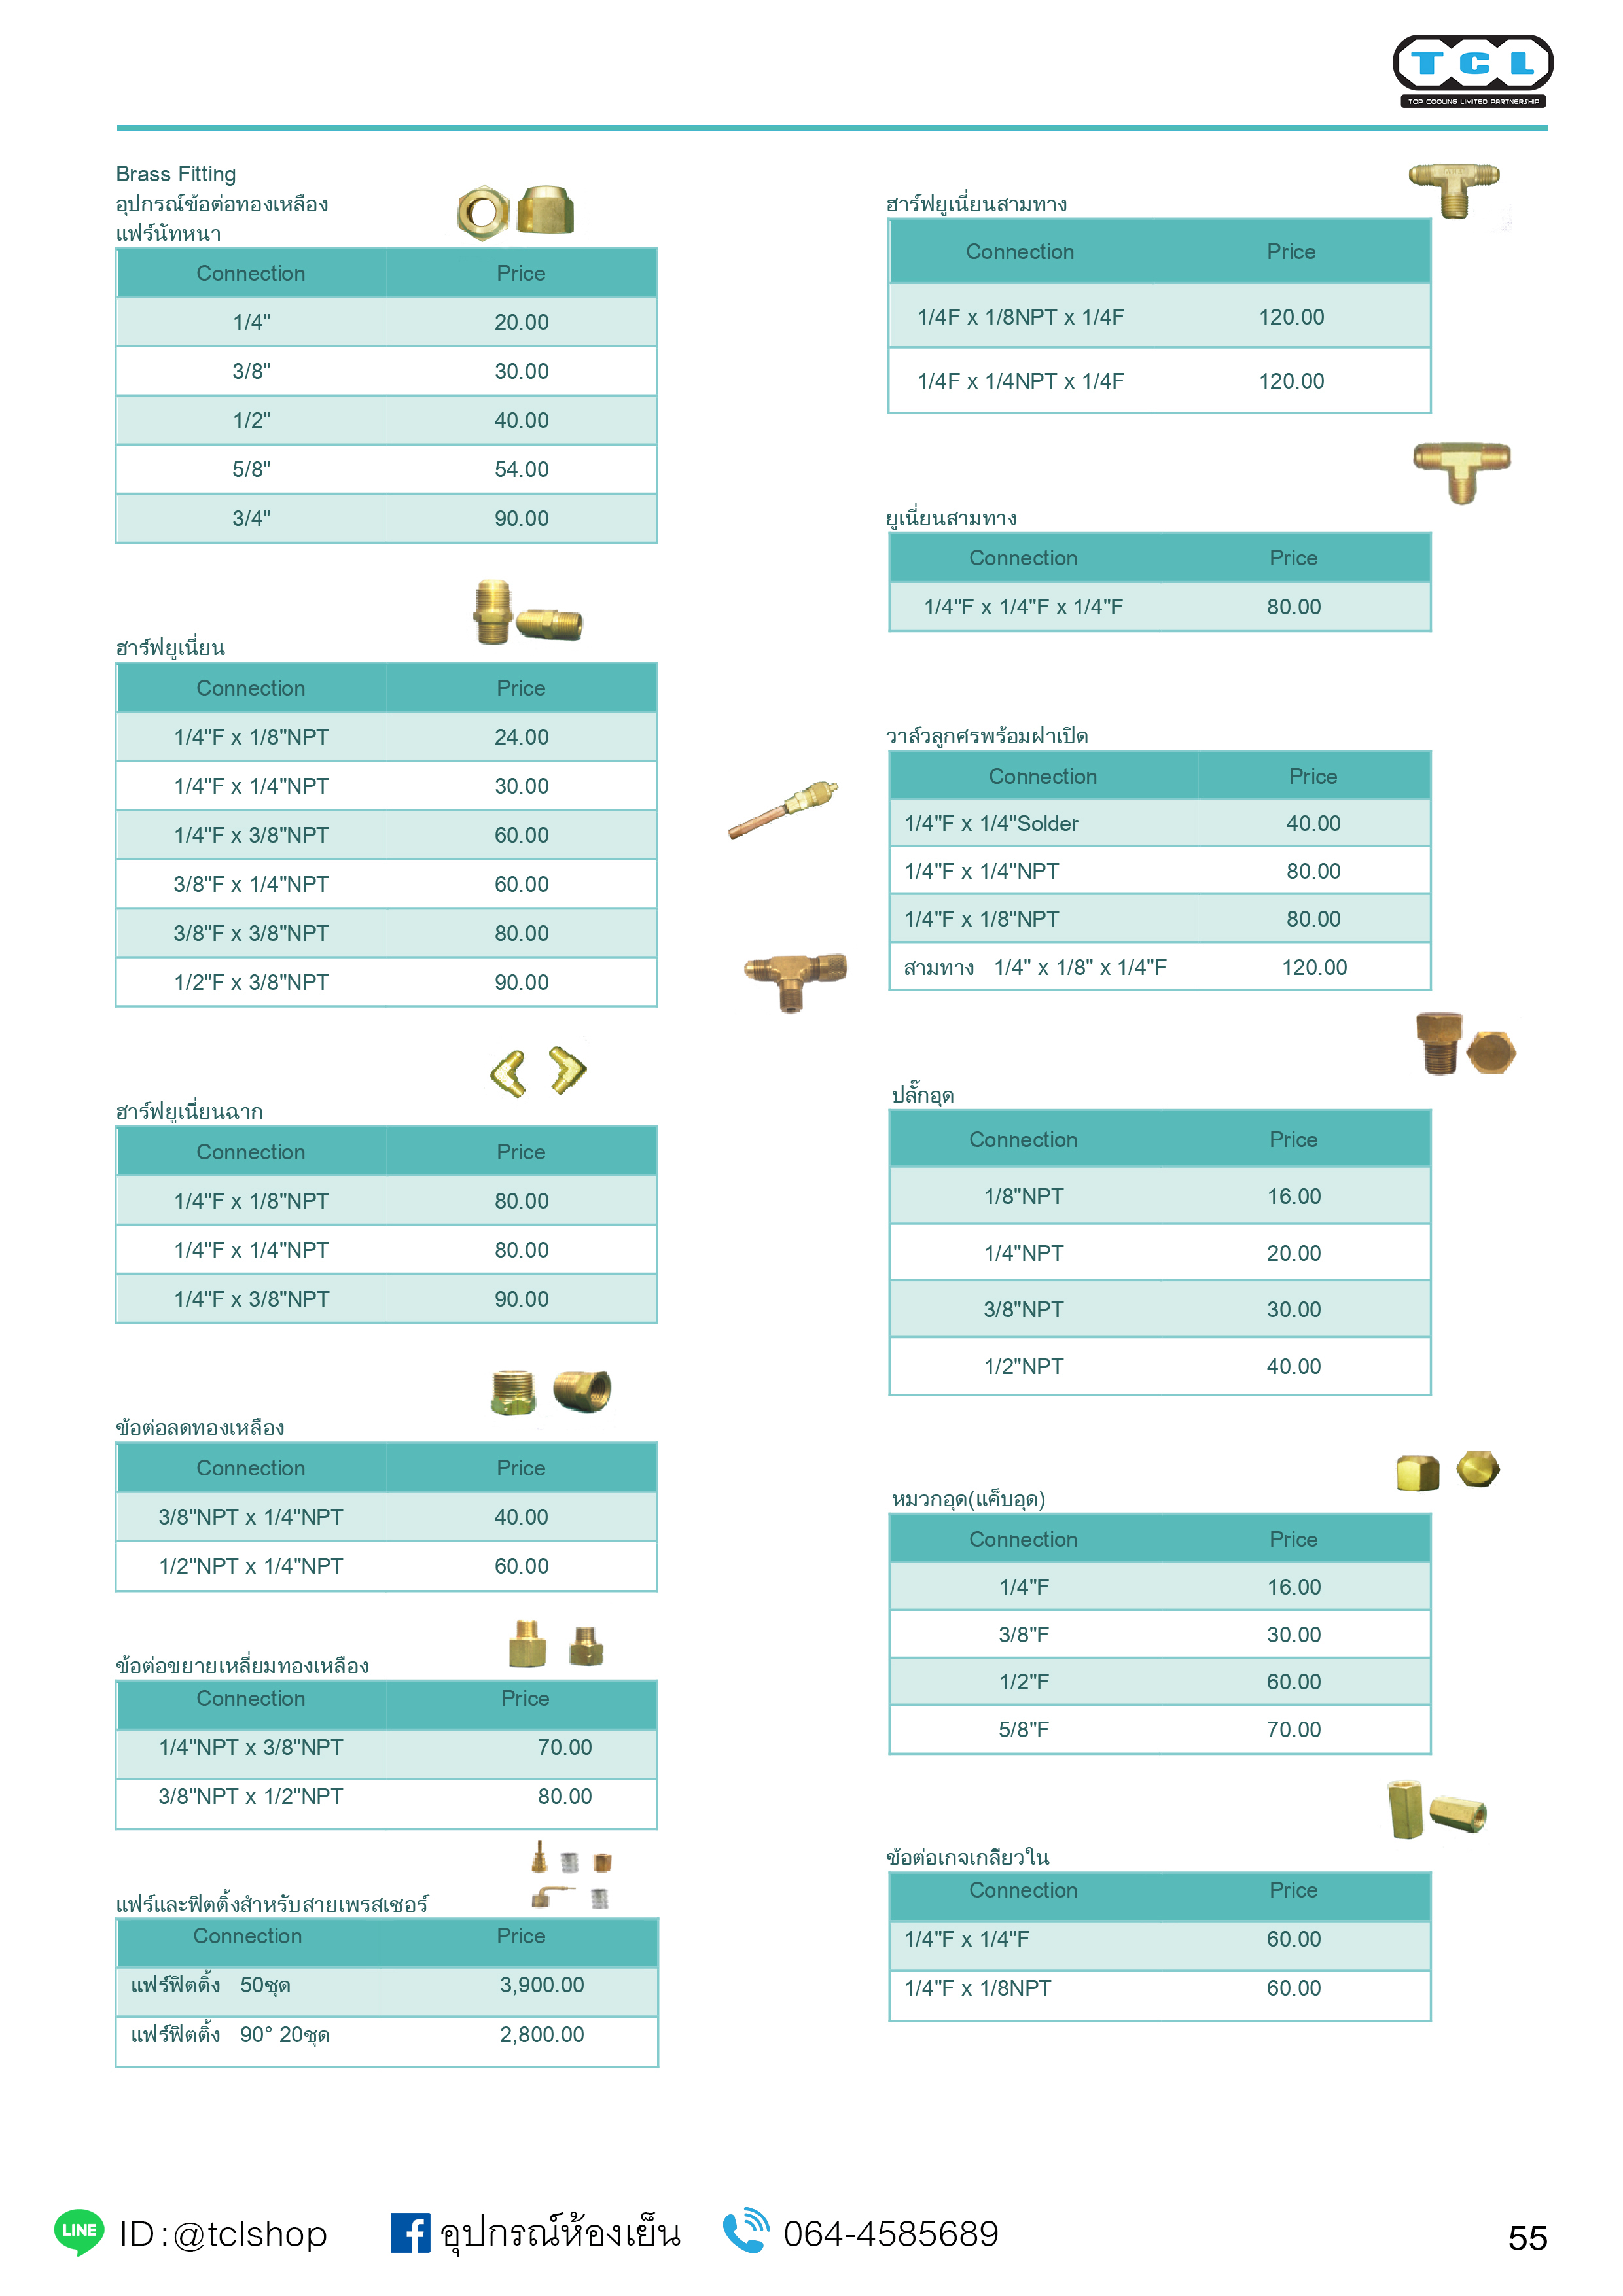 TCL
TOP COOLING LIMITED PARTNERSHIP
Brass Fitting
อุปกรณ์ข้อต่อทองเหลือง
แฟร์นัทหนา
Connection Price
1/4" 20.00
3/8" 30.00
1/2" 40.00
5/8" 54.00
3/4" 90.00
ฮาร์ฟยูเนี่ยน
Connection Price
1/4"F x 1/8"NPT 24.00
1/4"F x 1/4"NPT 30.00
1/4"F x 3/8"NPT 60.00
3/8"F x 1/4"NPT 60.00
3/8"F x 3/8"NPT 80.00
1/2"F x 3/8"NPT 90.00
ฮาร์ฟยูเนี่ยนฉาก
Connection Price
1/4"F x 1/8"NPT 80.00
1/4"F x 1/4"NPT 80.00
1/4"F x 3/8"NPT 90.00
ข้อต่อลดทองเหลือง
Connection Price
3/8"NPT x 1/4"NPT 40.00
1/2"NPT x 1/4"NPT 60.00
ข้อต่อขยายเหลี่ยมทองเหลือง
Connection Price
1/4"NPT x 3/8"NPT 70.00
3/8"NPT x 1/2"NPT 80.00
แฟร์และฟิตติ้งสำหรับสายเพรสเชอร์
Connection Price
แฟร์ฟิตติ้ง 50ชุด 3,900.00
แฟร์ฟิตติ้ง 90° 20ชุด 2,800.00
ฮาร์ฟยูเนี่ยนสามทาง
Connection Price
1/4F x 1/8NPT x 1/4F 120.00
1/4F x 1/4NPT x 1/4F 120.00
ยูเนี่ยนสามทาง
Connection Price
1/4"F x 1/4"F x 1/4"F 80.00
วาล์วลูกศรพร้อมฝาเปิด
Connection Price
1/4"F x 1/4"Solder 40.00
1/4"F x 1/4"NPT 80.00
1/4"F x 1/8"NPT 80.00
สามทาง 1/4" x 1/8" x 1/4"F 120.00
ปลั๊กอุด
Connection Price
1/8"NPT 16.00
1/4"NPT 20.00
3/8"NPT 30.00
1/2"NPT 40.00
หมวกอุด(แค็บอุด)
Connection Price
1/4"F 16.00
3/8"F 30.00
1/2"F 60.00
5/8"F 70.00
ข้อต่อเกจเกลียวใน
Connection Price
1/4"F x 1/4"F 60.00
1/4"F x 1/8NPT 60.00
LINE ID : @tclshop f อุปกรณ์ห้องเย็น 064-4585689
55